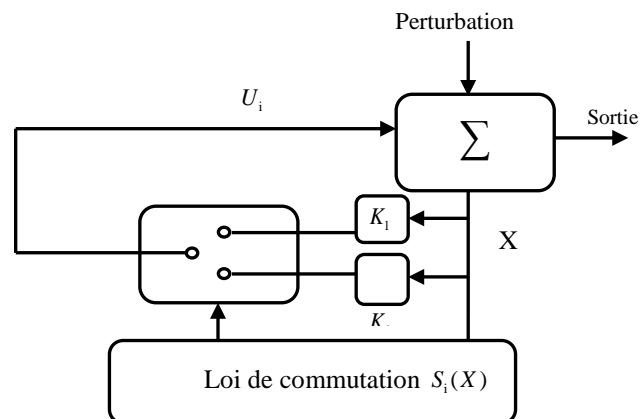 Perturbation
U_i
Sortie
∑
K_1
X
K
Loi de commutation S_i(X)